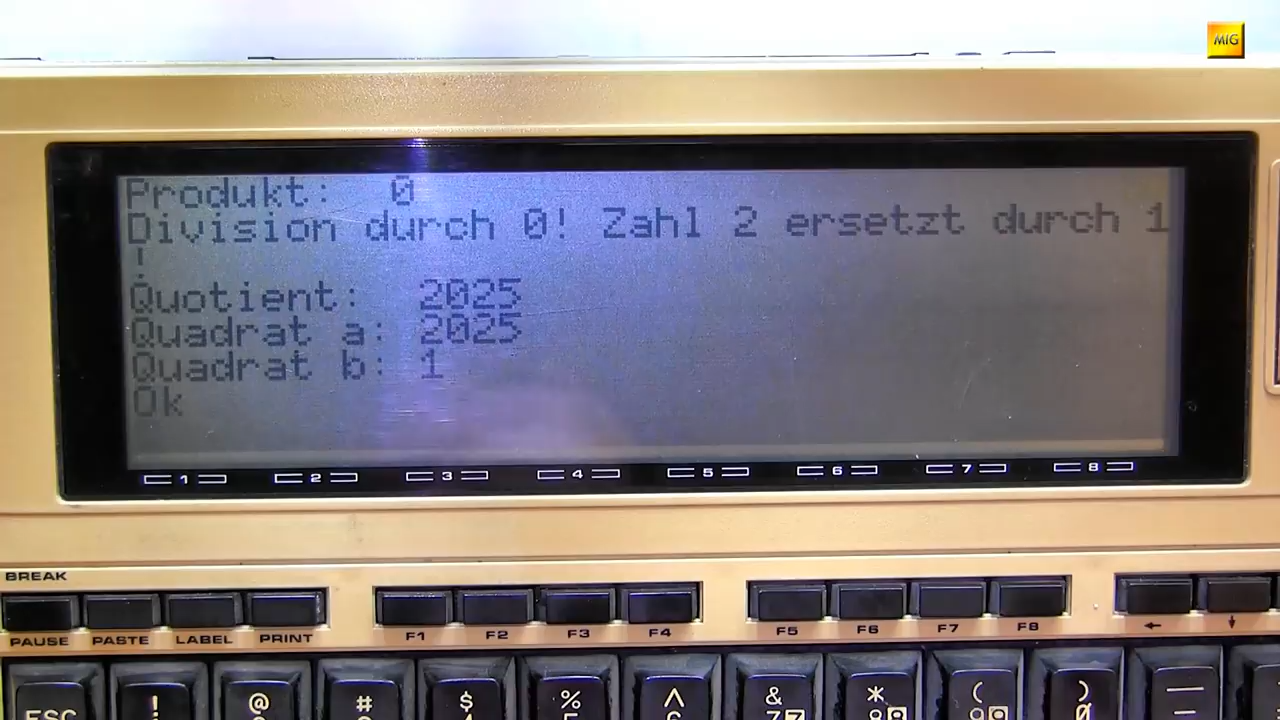 MIG
Produkt:  0
Division durch 0! Zahl 2 ersetzt durch 1
!
Quotient:  2025
Quadrat a: 2025
Quadrat b: 1
Ok
1 2 3 4 5 6 7 8
BREAK
PAUSE PASTE LABEL PRINT F1 F2 F3 F4 F5 F6 F7 F8 ← ↓
! @ # $ % ^ & * ( ) —
ESC